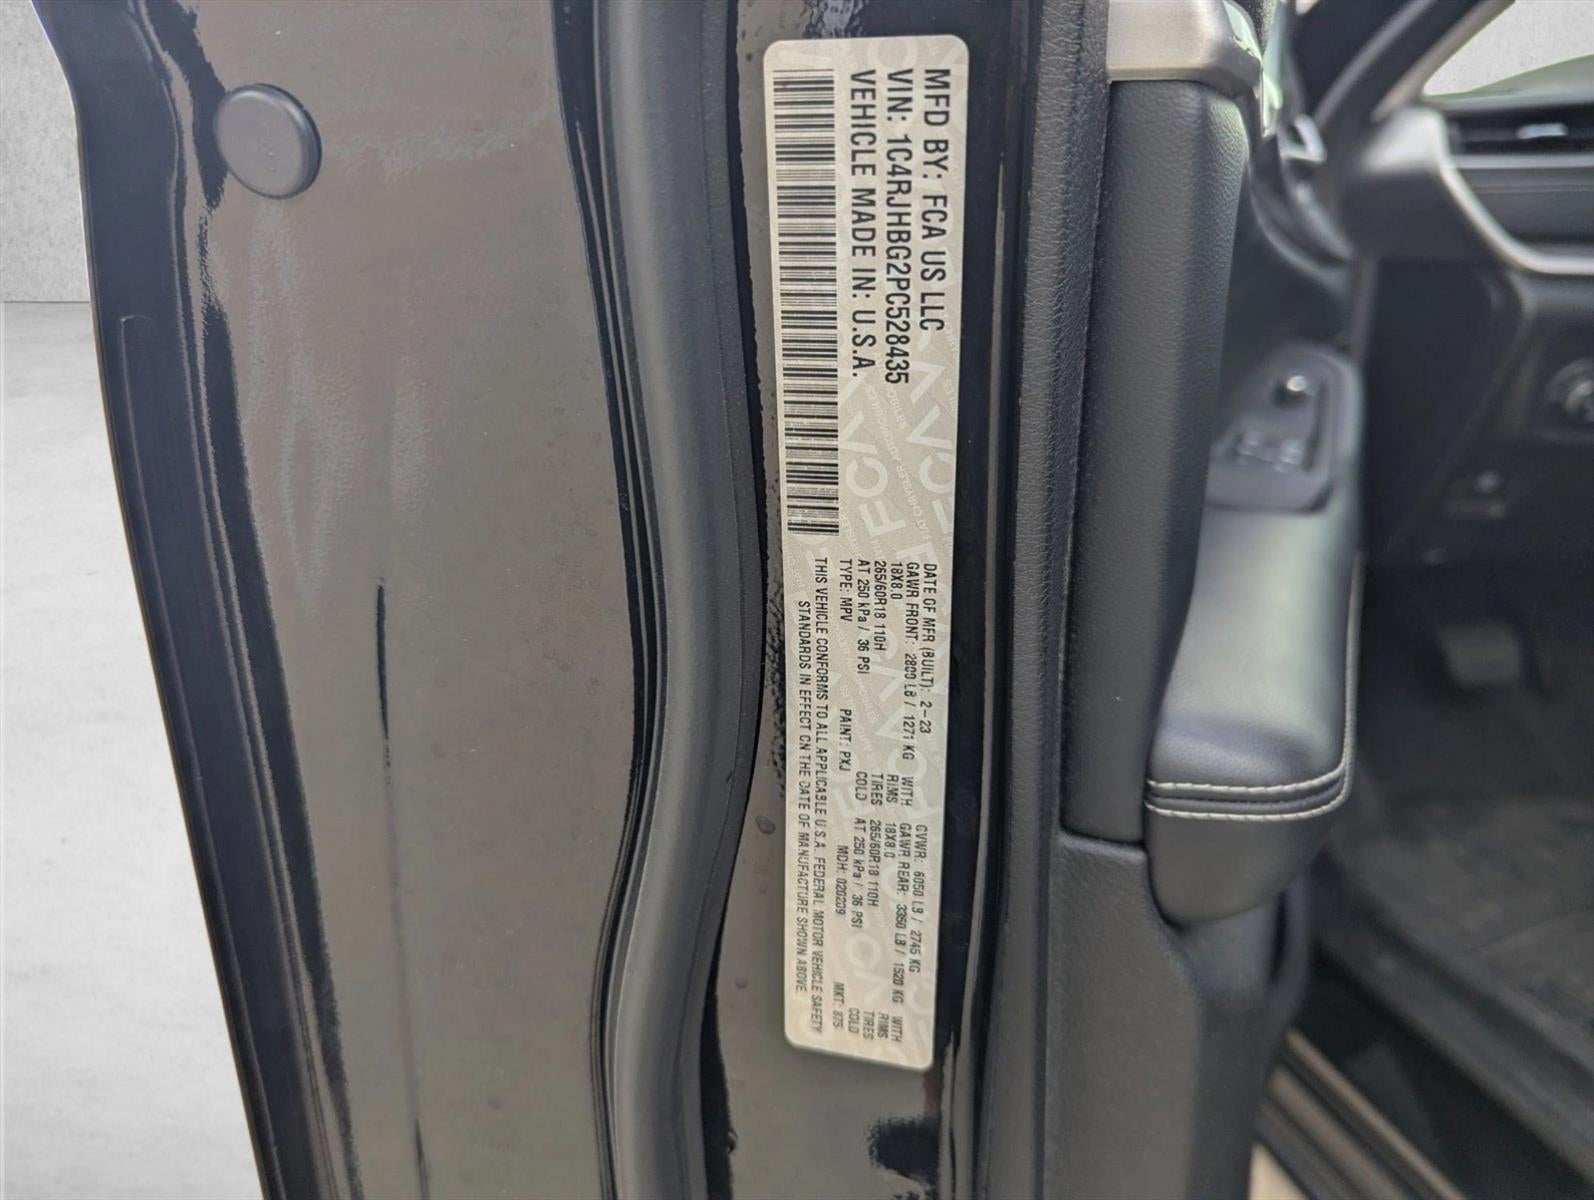 MFD BY: FCA US LLC
VIN: 1C4RJHBG2PC528435
VEHICLE MADE IN: U.S.A.
DATE OF MFR (BUILT): 2-23
GVWR: 6050 LB / 2745 KG
GAWR FRONT: 2800 LB / 1271 KG WITH
GAWR REAR: 3360 LB / 1520 KG WITH
18X8.0 RIMS
18X8.0 RIMS
265/60R18 110H TIRES
265/60R18 110H TIRES
AT 250 kPa / 36 PSI COLD
AT 250 kPa / 36 PSI COLD
TYPE: MPV PAINT: PXJ MDH: 020209 MKT: 875
THIS VEHICLE CONFORMS TO ALL APPLICABLE U.S.A. FEDERAL MOTOR VEHICLE SAFETY
STANDARDS IN EFFECT ON THE DATE OF MANUFACTURE SHOWN ABOVE.